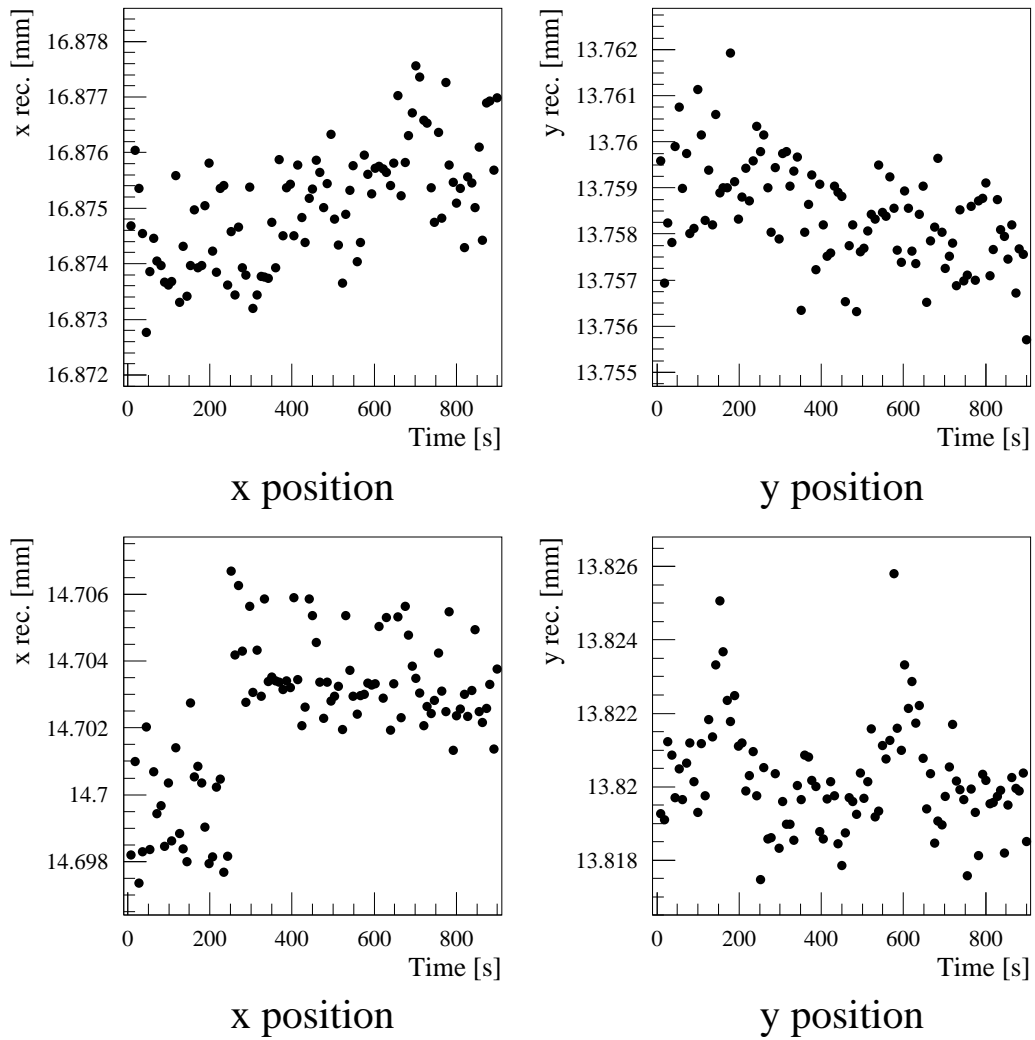 x rec. [mm]
16.878
16.877
16.876
16.875
16.874
16.873
16.872
0 200 400 600 800
Time [s]
x position
y rec. [mm]
13.762
13.761
13.76
13.759
13.758
13.757
13.756
13.755
0 200 400 600 800
Time [s]
y position
x rec. [mm]
14.706
14.704
14.702
14.7
14.698
0 200 400 600 800
Time [s]
x position
y rec. [mm]
13.826
13.824
13.822
13.82
13.818
0 200 400 600 800
Time [s]
y position